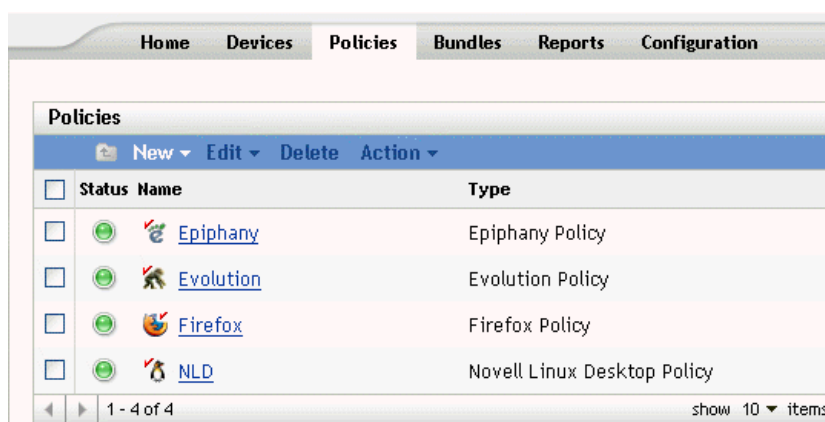 Home Devices Policies Bundles Reports Configuration
Policies
New Edit Delete Action
Status Name Type
Epiphany Epiphany Policy
Evolution Evolution Policy
Firefox Firefox Policy
NLD Novell Linux Desktop Policy
1 - 4 of 4 show 10 items